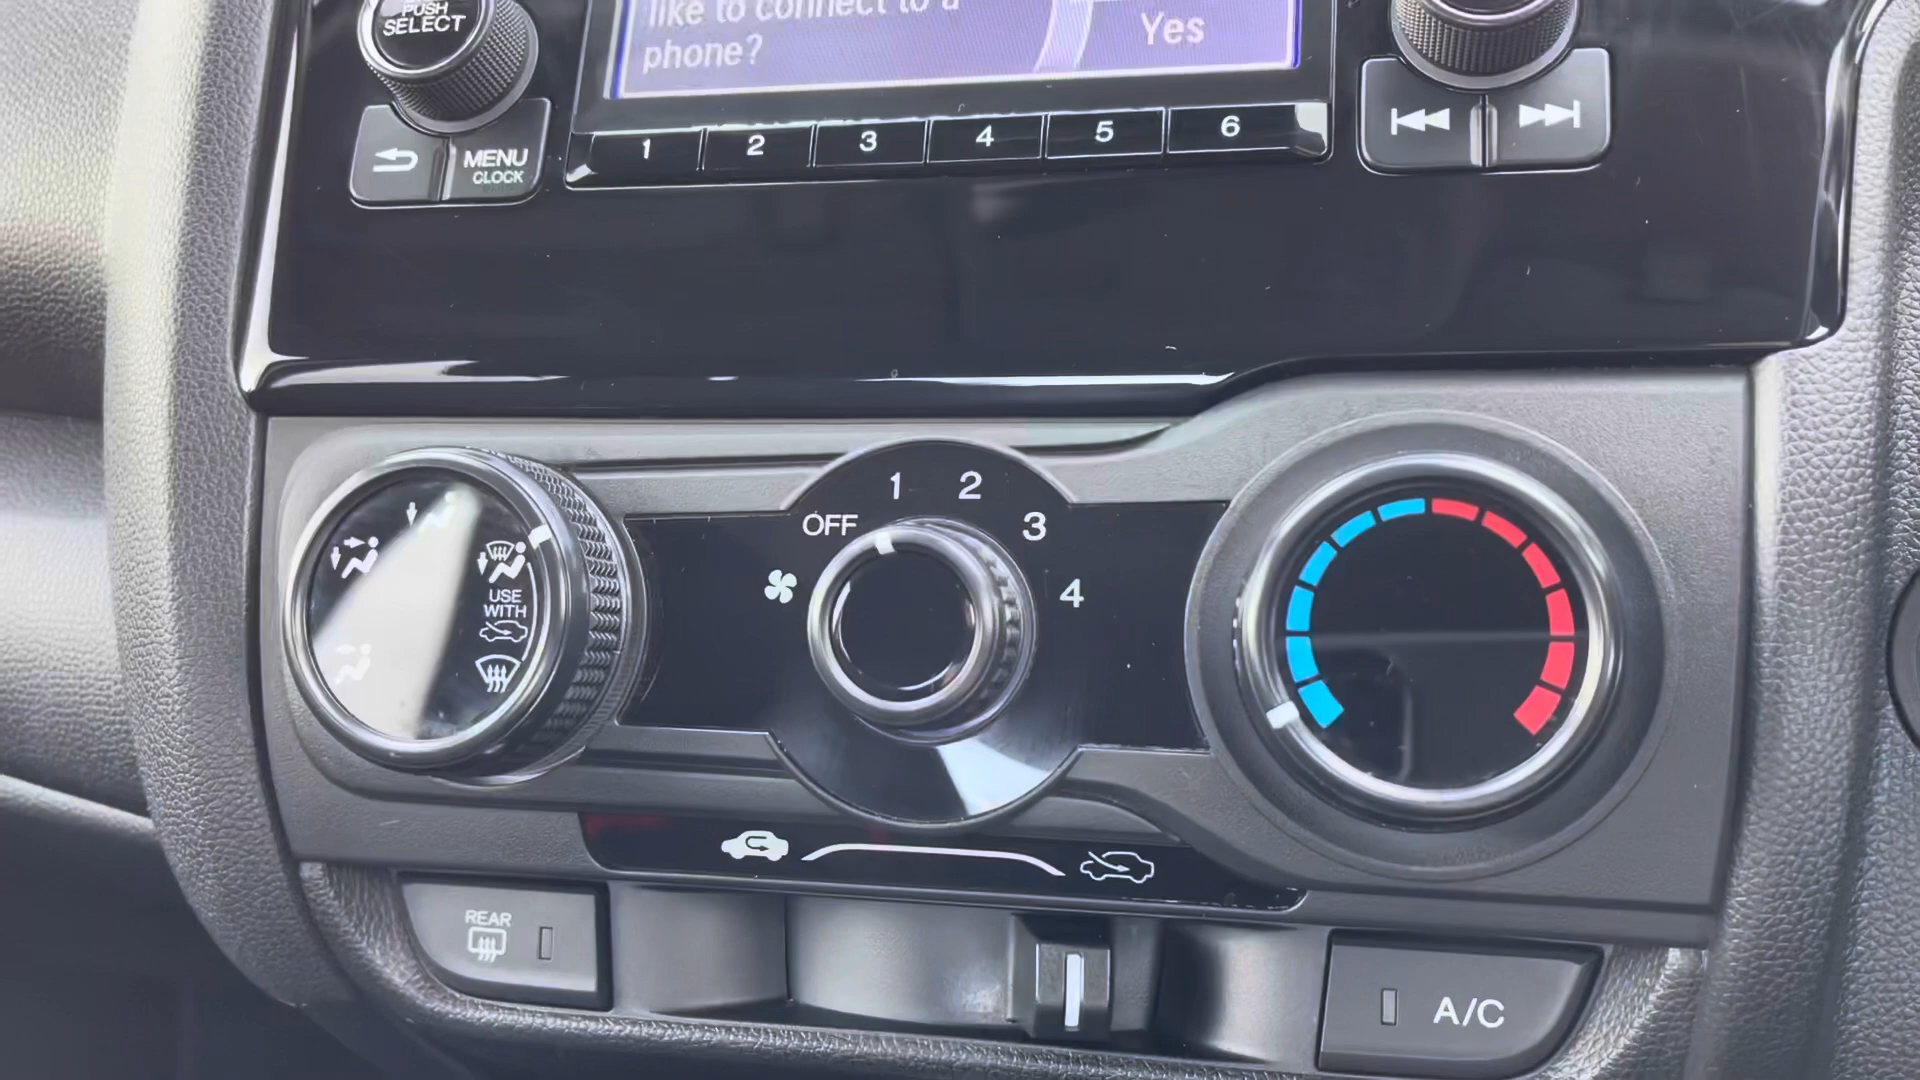 PUSH
SELECT
like to connect to a
phone?
Yes
MENU
CLOCK
1 2 3 4 5 6
OFF 1 2 3 4
USE
WITH
REAR
A/C